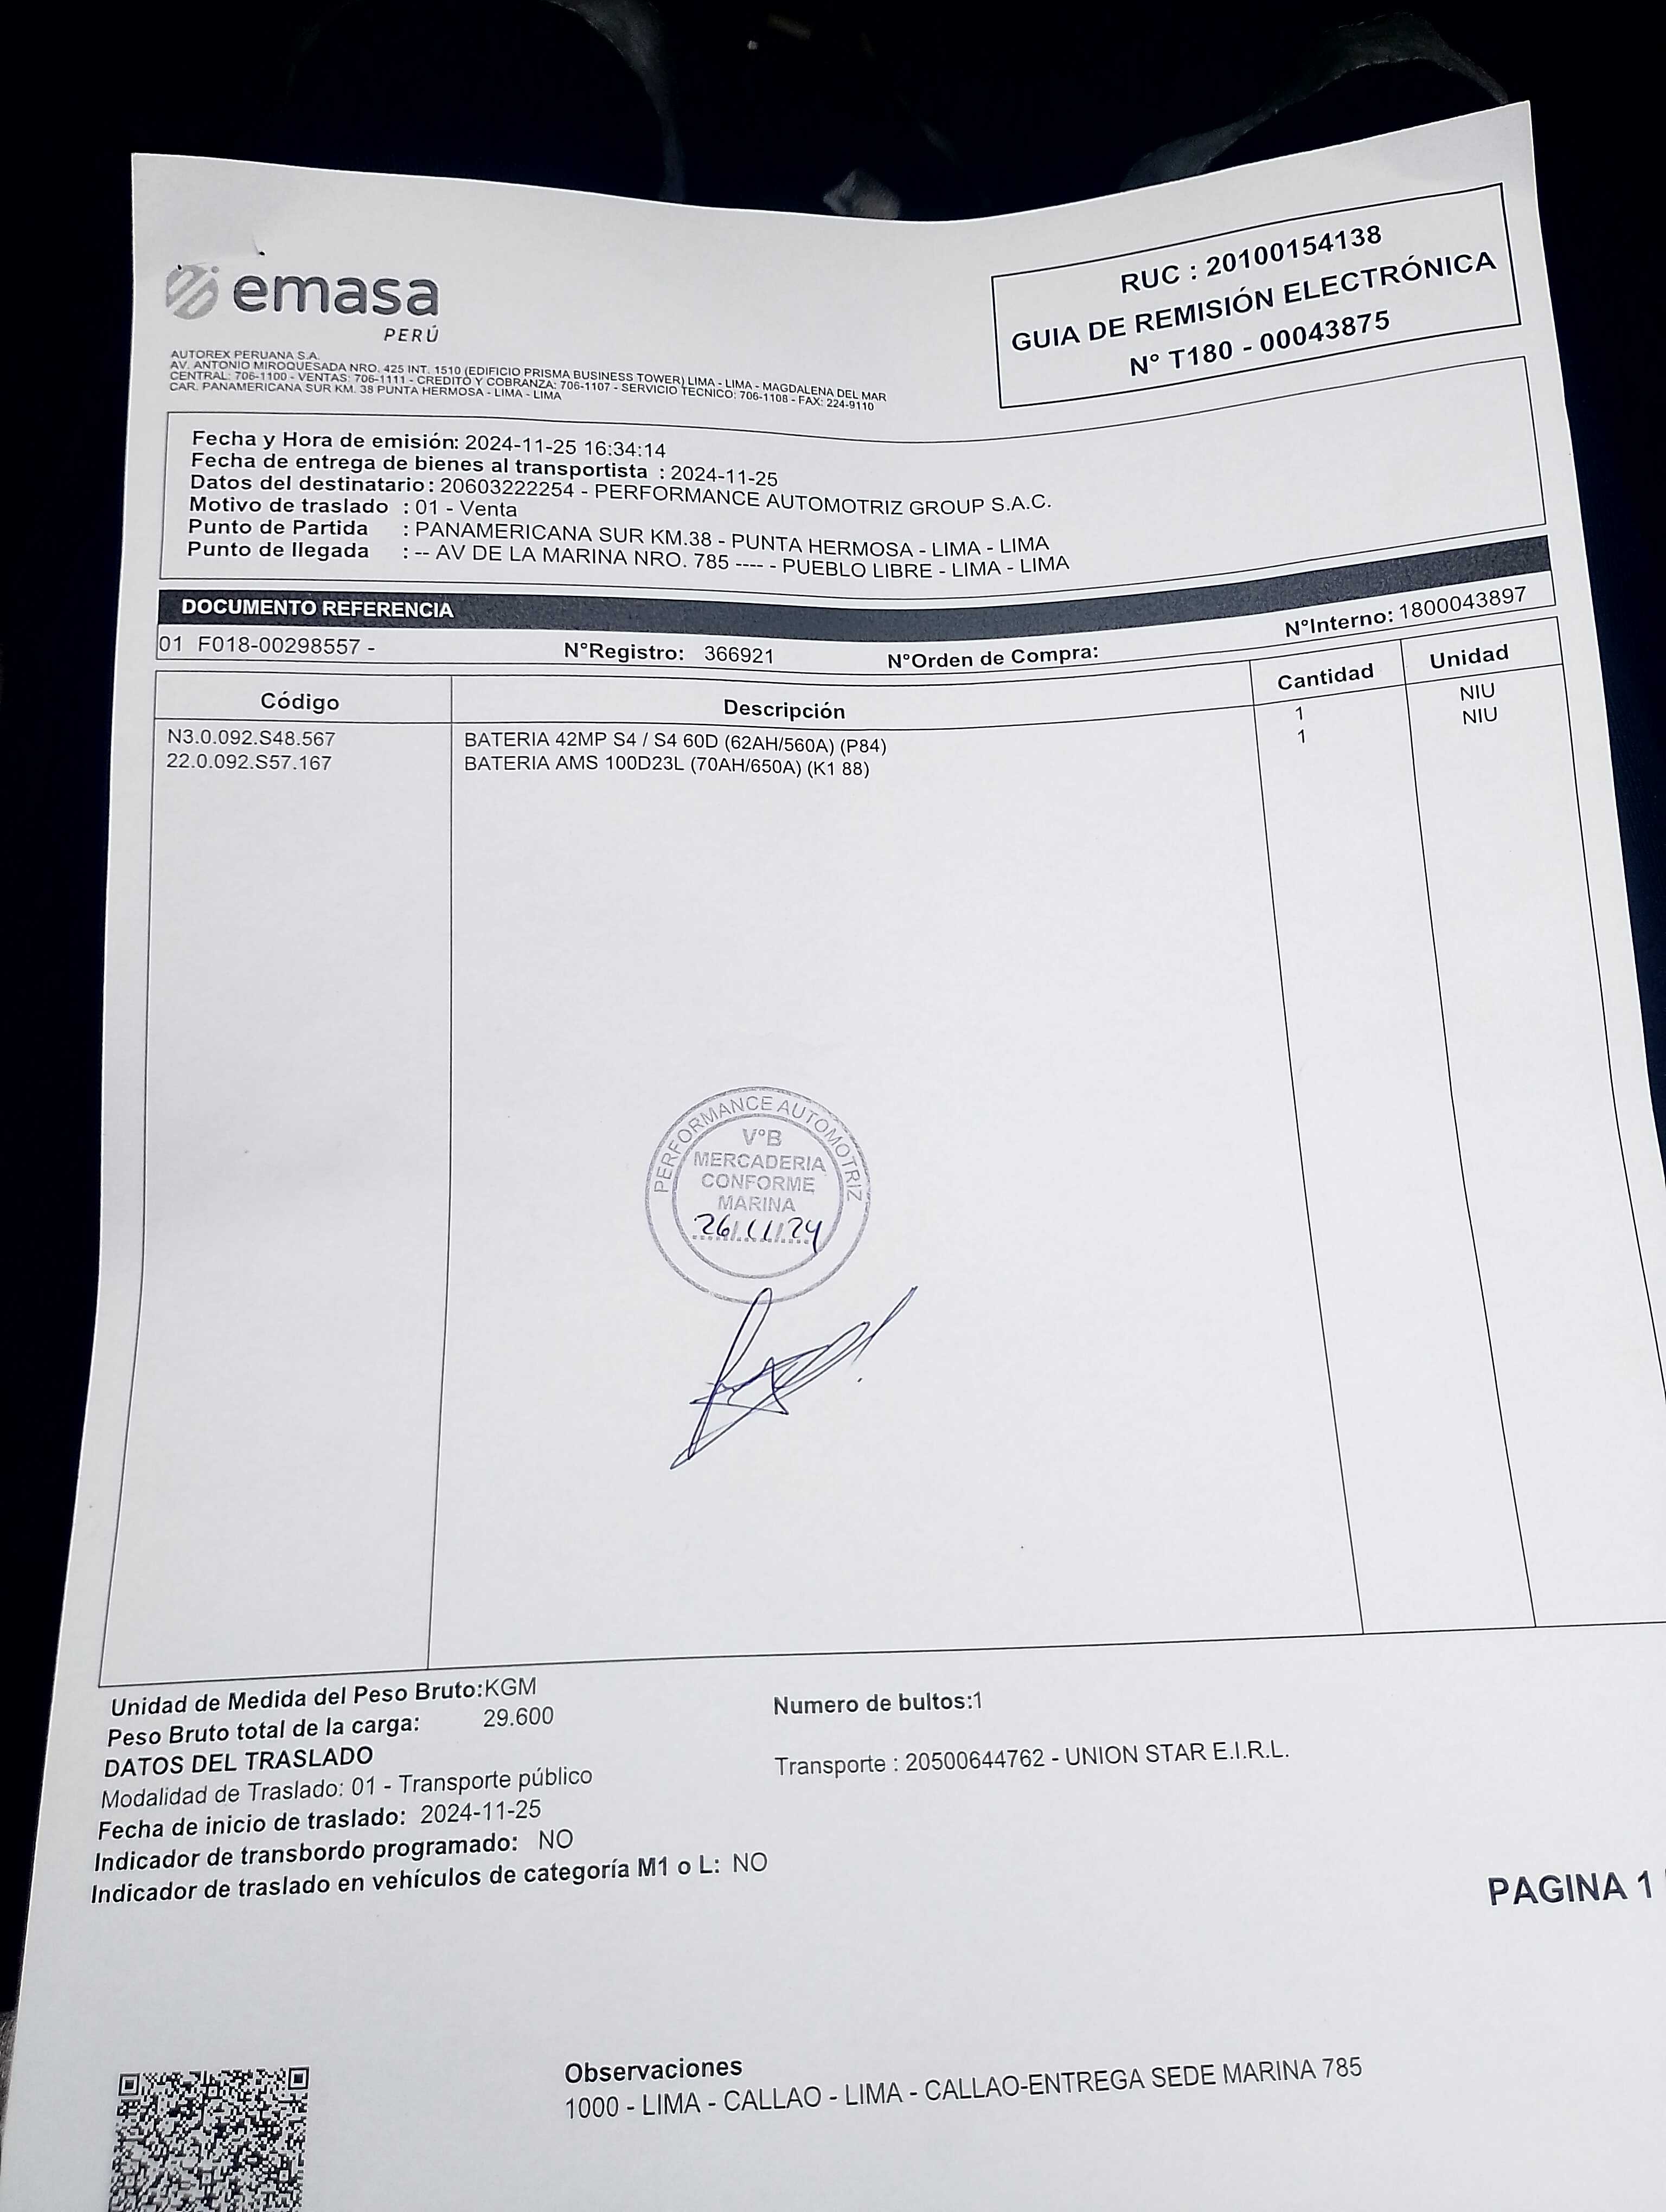 emasa
PERÚ
AUTOREX PERUANA S.A.
AV. ANTONIO MIROQUESADA NRO. 425 INT. 1510 (EDIFICIO PRISMA BUSINESS TOWER) LIMA - LIMA - MAGDALENA DEL MAR
CENTRAL: 706-1100 - VENTAS: 706-1111 - CREDITO Y COBRANZA: 706-1107 - SERVICIO TECNICO: 706-1108 - FAX: 224-9110
CAR. PANAMERICANA SUR KM. 38 PUNTA HERMOSA - LIMA - LIMA
RUC : 20100154138
GUIA DE REMISIÓN ELECTRÓNICA
N° T180 - 00043875
Fecha y Hora de emisión: 2024-11-25 16:34:14
Fecha de entrega de bienes al transportista : 2024-11-25
Datos del destinatario : 20603222254 - PERFORMANCE AUTOMOTRIZ GROUP S.A.C.
Motivo de traslado : 01 - Venta
Punto de Partida : PANAMERICANA SUR KM.38 - PUNTA HERMOSA - LIMA - LIMA
Punto de llegada : -- AV DE LA MARINA NRO. 785 ---- - PUEBLO LIBRE - LIMA - LIMA
DOCUMENTO REFERENCIA
01 F018-00298557 - N°Registro: 366921 N°Orden de Compra: N°Interno: 1800043897
Código Descripción Cantidad Unidad
N3.0.092.S48.567 BATERIA 42MP S4 / S4 60D (62AH/560A) (P84) 1 NIU
22.0.092.S57.167 BATERIA AMS 100D23L (70AH/650A) (K1 88) 1 NIU
PERFORMANCE AUTOMOTRIZ
V°B
MERCADERIA
CONFORME
MARINA
26/11/24
Unidad de Medida del Peso Bruto:KGM Numero de bultos:1
Peso Bruto total de la carga: 29.600
DATOS DEL TRASLADO Transporte : 20500644762 - UNION STAR E.I.R.L.
Modalidad de Traslado: 01 - Transporte público
Fecha de inicio de traslado: 2024-11-25
Indicador de transbordo programado: NO
Indicador de traslado en vehículos de categoría M1 o L: NO
PAGINA 1
Observaciones
1000 - LIMA - CALLAO - LIMA - CALLAO-ENTREGA SEDE MARINA 785